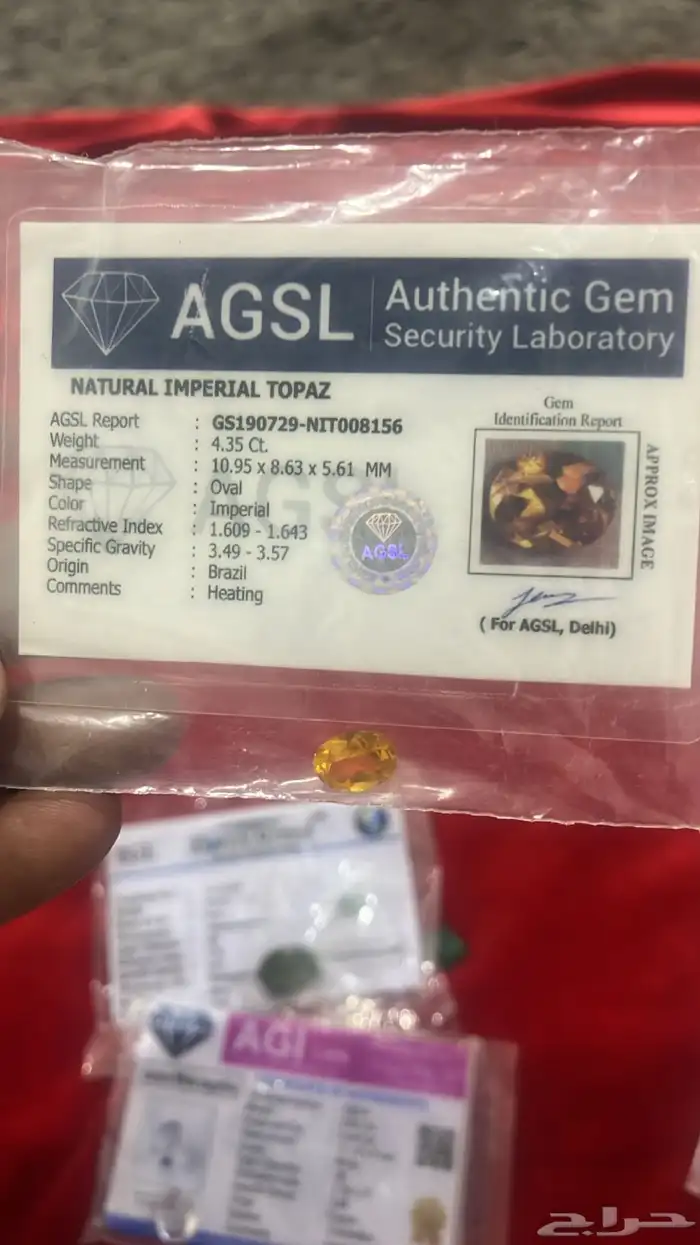 AGSL
Authentic Gem
Security Laboratory
NATURAL IMPERIAL TOPAZ
AGSL Report : GS190729-NIT008156
Weight : 4.35 Ct.
Measurement : 10.95 x 8.63 x 5.61 MM
Shape : Oval
Color : Imperial
Refractive Index : 1.609 - 1.643
Specific Gravity : 3.49 - 3.57
Origin : Brazil
Comments : Heating
AGSL
Gem
Identification Report
APPROX IMAGE
( For AGSL, Delhi)
AGI
حراج